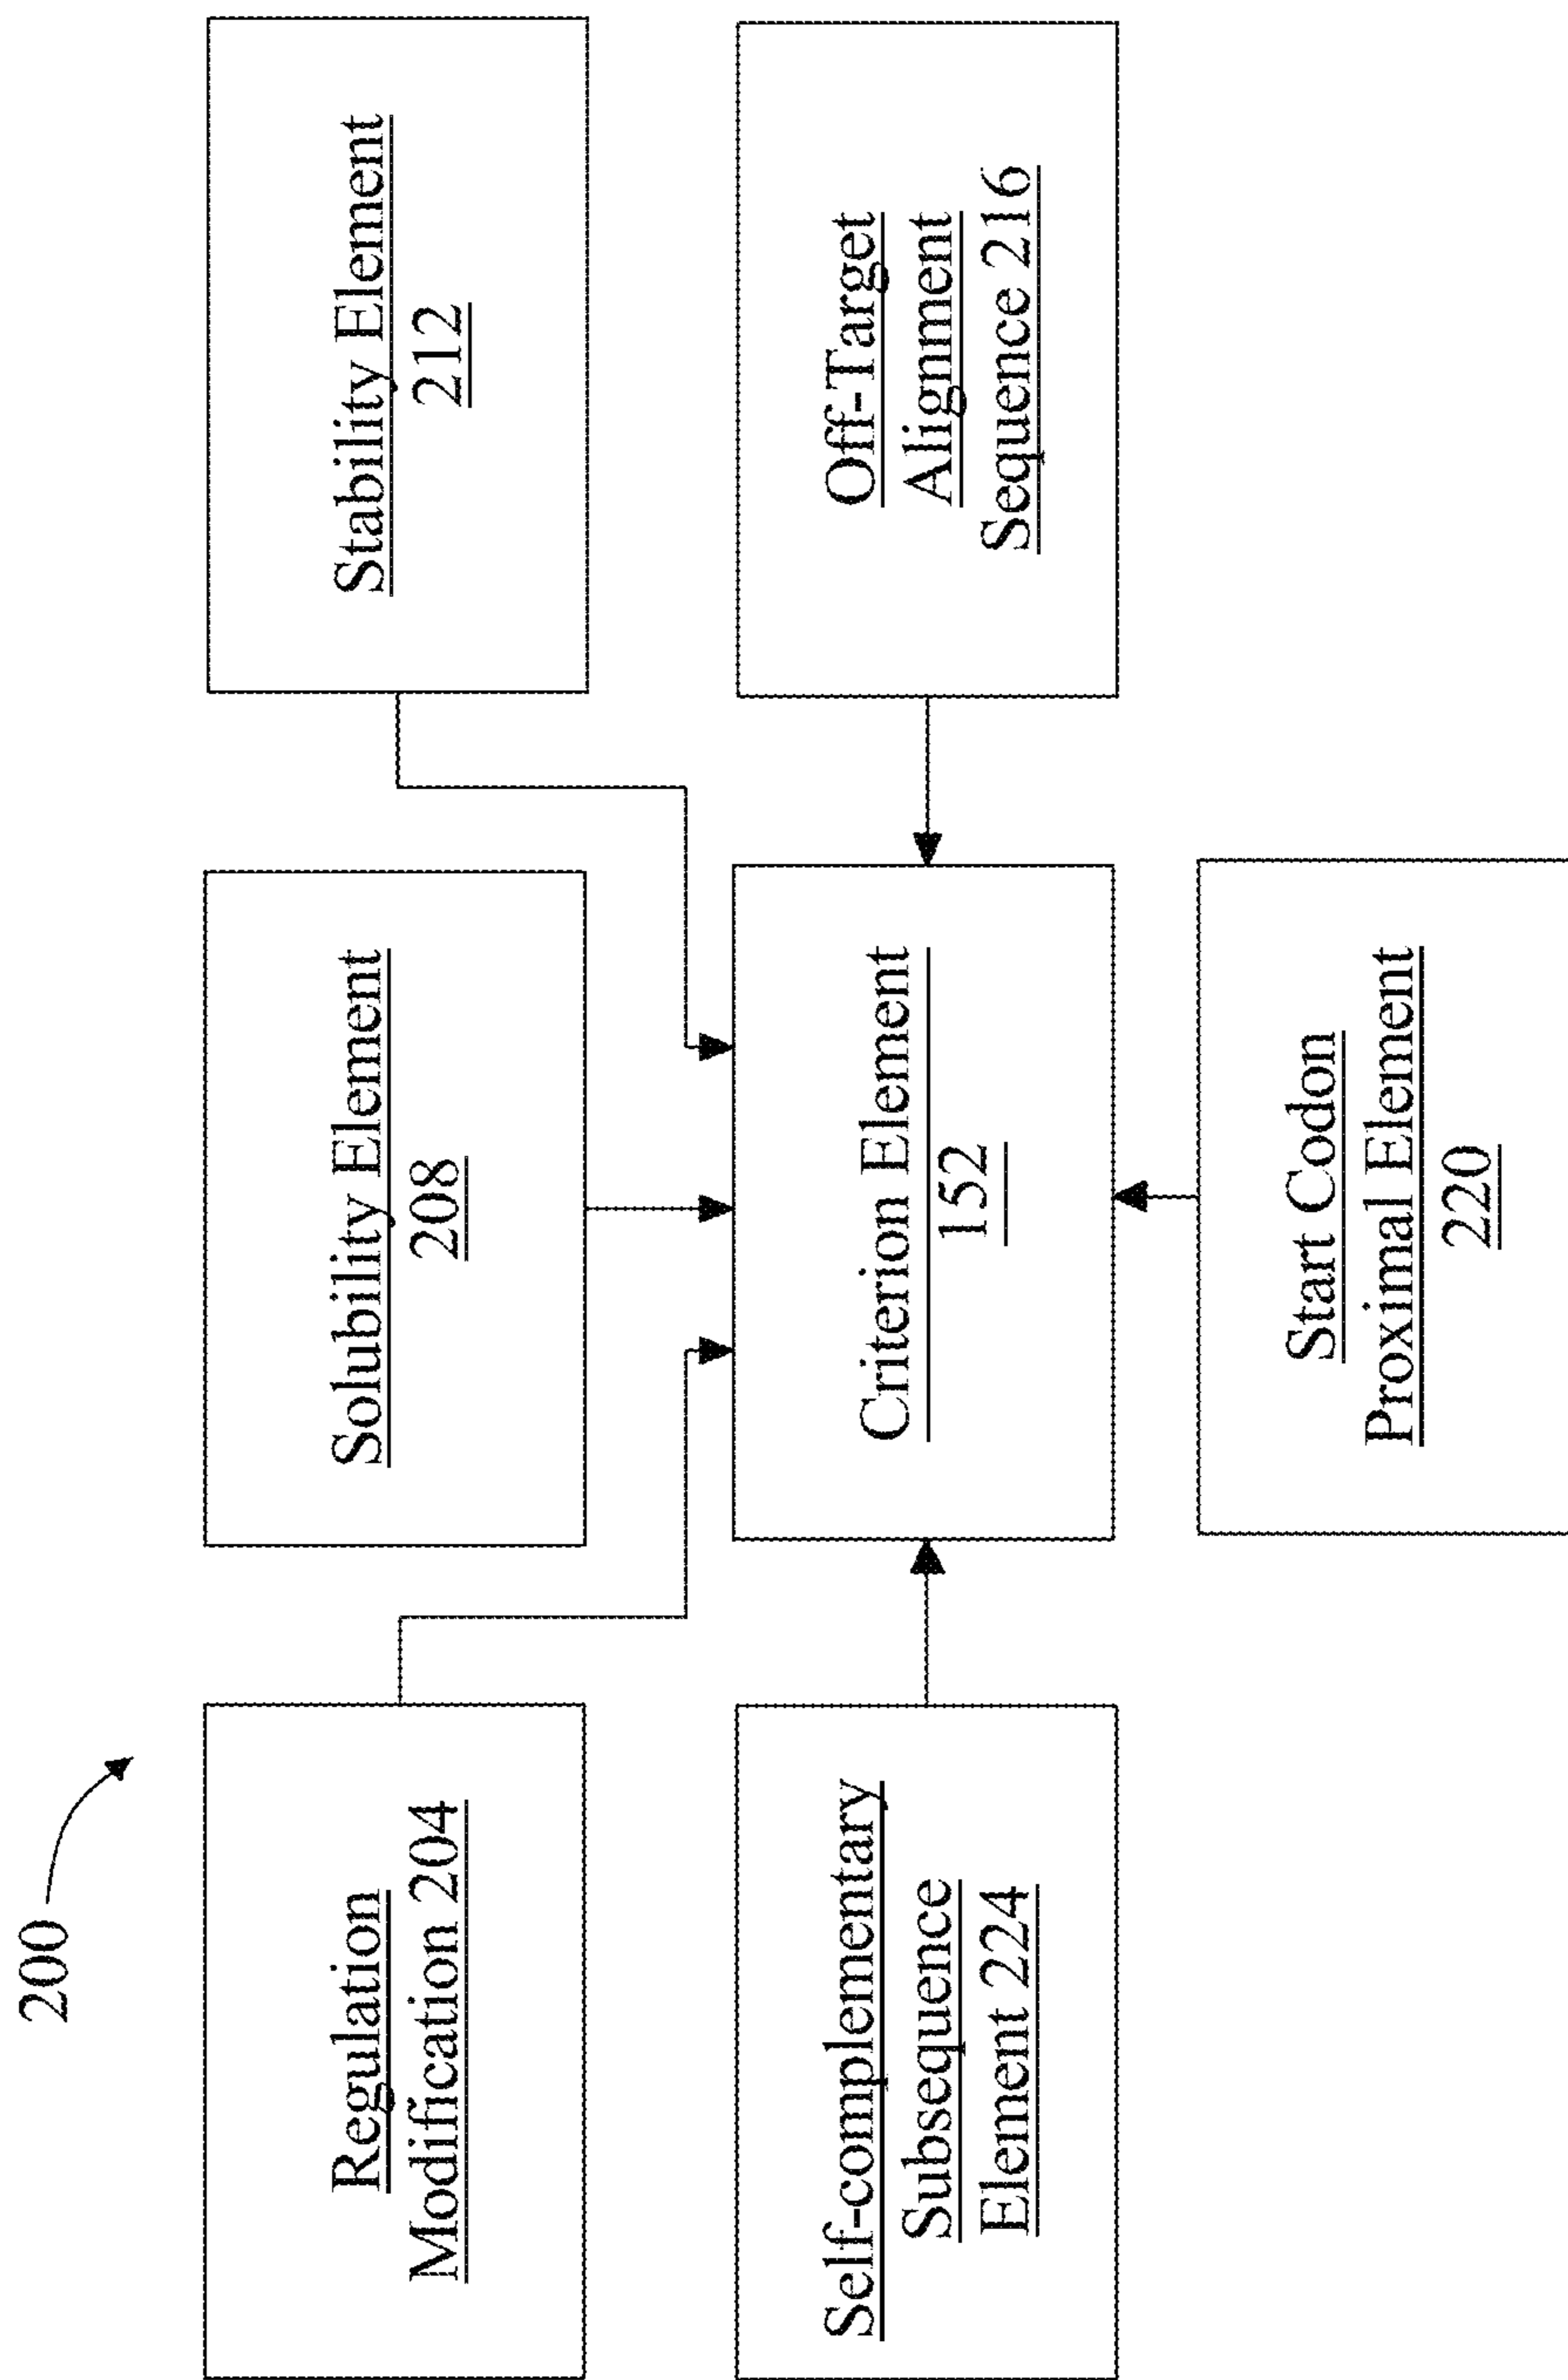 200
Regulation
Modification 204
Solubility Element
208
Stability Element
212
Self-complementary
Subsequence
Element 224
Criterion Element
152
Off-Target
Alignment
Sequence 216
Start Codon
Proximal Element
220